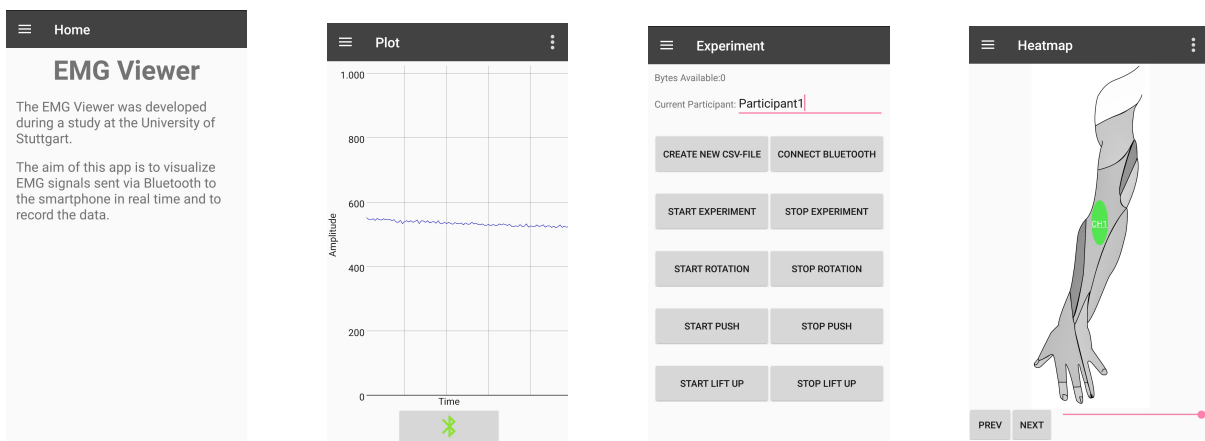 Home
EMG Viewer
The EMG Viewer was developed
during a study at the University of
Stuttgart.
The aim of this app is to visualize
EMG signals sent via Bluetooth to
the smartphone in real time and to
record the data.
Plot
1.000
800
600
400
200
0
Amplitude
Time
Experiment
Bytes Available:0
Current Participant: Participant1
CREATE NEW CSV-FILE CONNECT BLUETOOTH
START EXPERIMENT STOP EXPERIMENT
START ROTATION STOP ROTATION
START PUSH STOP PUSH
START LIFT UP STOP LIFT UP
Heatmap
CH1
PREV NEXT